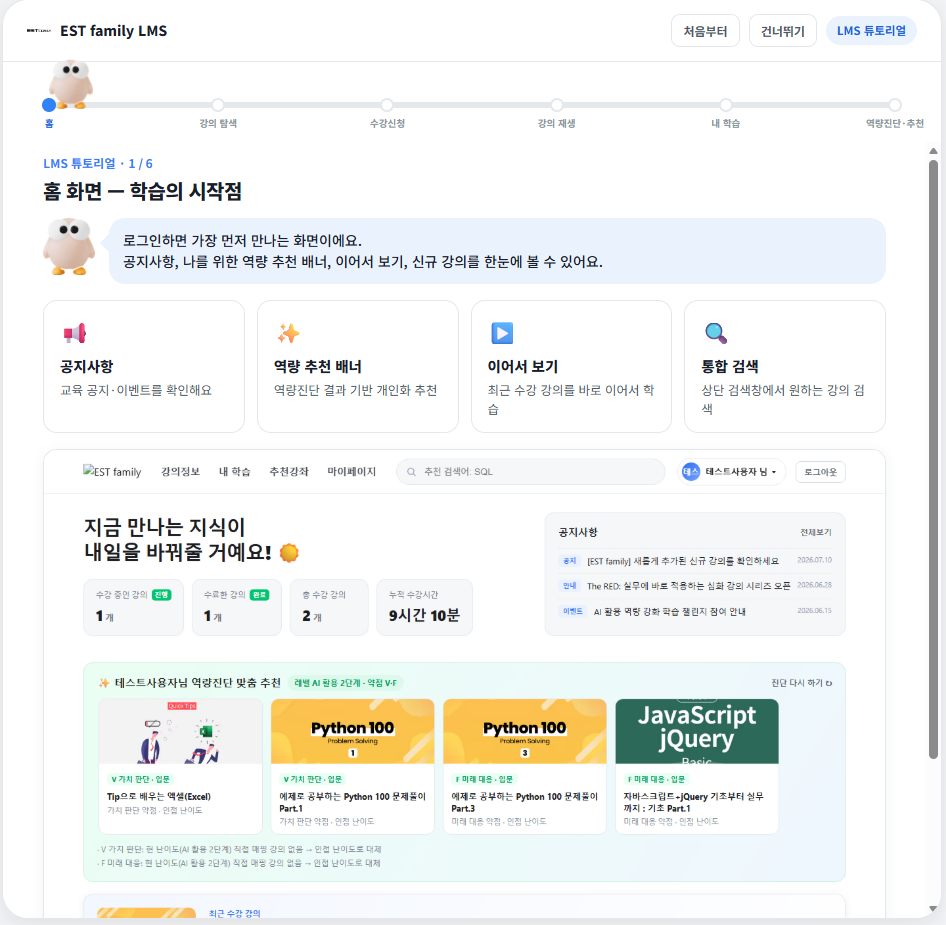 EST family LMS
처음부터
건너뛰기
LMS 튜토리얼
홈
강의 탐색
수강신청
강의 재생
내 학습
역량진단·추천
LMS 튜토리얼 · 1 / 6
홈 화면 — 학습의 시작점
로그인하면 가장 먼저 만나는 화면이에요.
공지사항, 나를 위한 역량 추천 배너, 이어서 보기, 신규 강의를 한눈에 볼 수 있어요.
공지사항
교육 공지·이벤트를 확인해요
역량 추천 배너
역량진단 결과 기반 개인화 추천
이어서 보기
최근 수강 강의를 바로 이어서 학
습
통합 검색
상단 검색창에서 원하는 강의 검
색
EST family
강의정보
내 학습
추천강좌
마이페이지
추천 검색어: SQL
테스
테스트사용자 님
로그아웃
지금 만나는 지식이
내일을 바꿔줄 거예요!
수강 중인 강의 진행
1 개
수료한 강의 완료
1 개
총 수강 강의
2 개
누적 수강시간
9시간 10분
공지사항
전체보기
공지 [EST family] 새롭게 추가된 신규 강의를 확인하세요 2026.07.10
안내 The RED: 실무에 바로 적용하는 심화 강의 시리즈 오픈 2026.06.28
이벤트 AI 활용 역량 강화 학습 챌린지 참여 안내 2026.06.15
테스트사용자님 역량진단 맞춤 추천
레벨 AI 활용 2단계 · 약점 V·F
진단 다시 하기 ↻
Quick Tips
V 가치 판단 · 입문
Tip으로 배우는 엑셀(Excel)
가치 판단 약점 · 인접 난이도
Python 100
Problem Solving
1
V 가치 판단 · 입문
예제로 공부하는 Python 100 문제풀이
Part.1
가치 판단 약점 · 인접 난이도
Python 100
Problem Solving
3
F 미래 대응 · 입문
예제로 공부하는 Python 100 문제풀이
Part.3
미래 대응 약점 · 인접 난이도
JavaScript
jQuery
Basic
F 미래 대응 · 입문
자바스크립트+jQuery 기초부터 실무
까지 : 기초 Part.1
미래 대응 약점 · 인접 난이도
· V 가치 판단: 현 난이도(AI 활용 2단계) 직접 매핑 강의 없음 → 인접 난이도로 대체
· F 미래 대응: 현 난이도(AI 활용 2단계) 직접 매핑 강의 없음 → 인접 난이도로 대체
최근 수강 강의